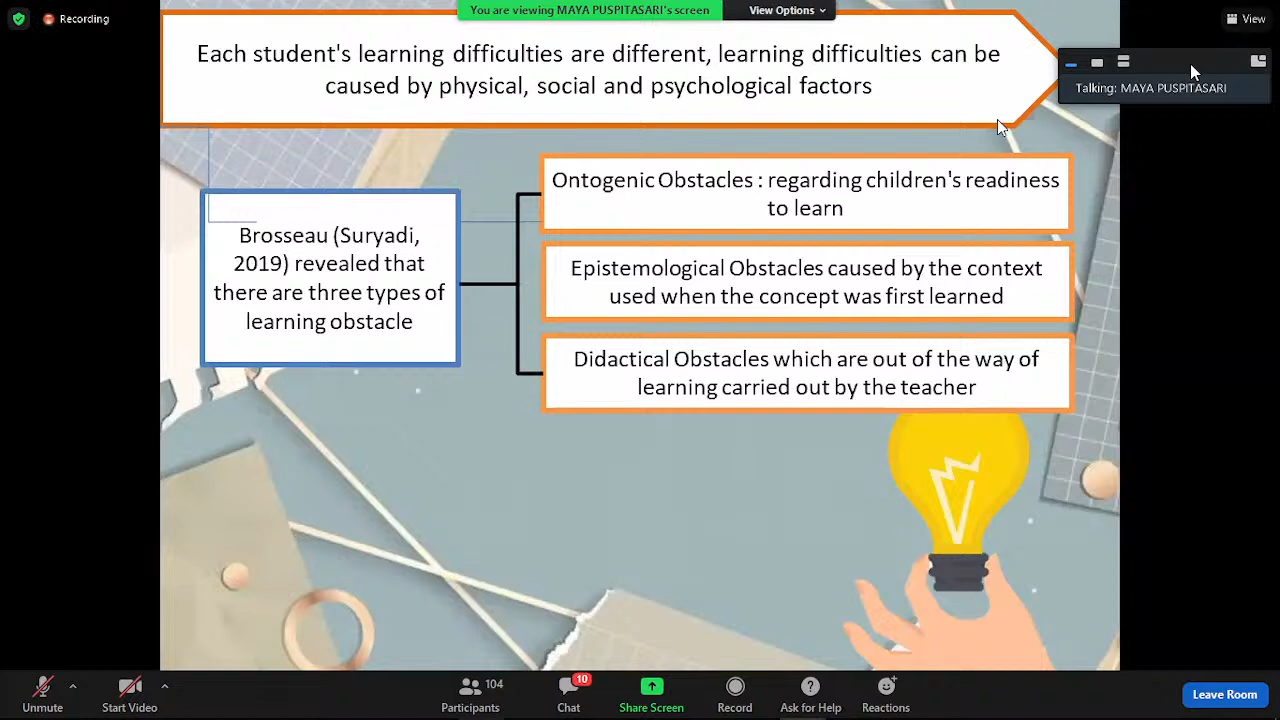 You are viewing MAYA PUSPITASARI's screen
View Options
Recording
View
Each student's learning difficulties are different, learning difficulties can be
caused by physical, social and psychological factors
Talking: MAYA PUSPITASARI
Brosseau (Suryadi,
2019) revealed that
there are three types of
learning obstacle
Ontogenic Obstacles : regarding children's readiness
to learn
Epistemological Obstacles caused by the context
used when the concept was first learned
Didactical Obstacles which are out of the way of
learning carried out by the teacher
Unmute
Start Video
104
Participants
10
Chat
Share Screen
Record
Ask for Help
Reactions
Leave Room